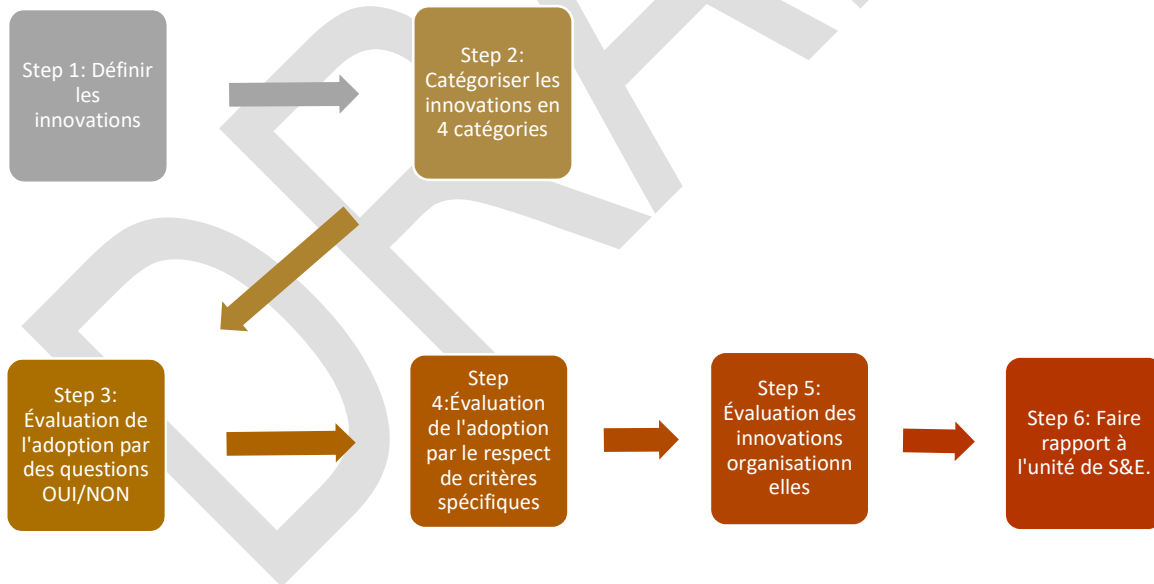 Step 1: Définir
les
innovations
Step 2:
Catégoriser les
innovations en
4 catégories
Step 3:
Évaluation de
l'adoption par
des questions
OUI/NON
Step
4:Évaluation
de l'adoption
par le respect
de critères
spécifiques
Step 5:
Évaluation des
innovations
organisationn
elles
Step 6: Faire
rapport à
l'unité de S&E.